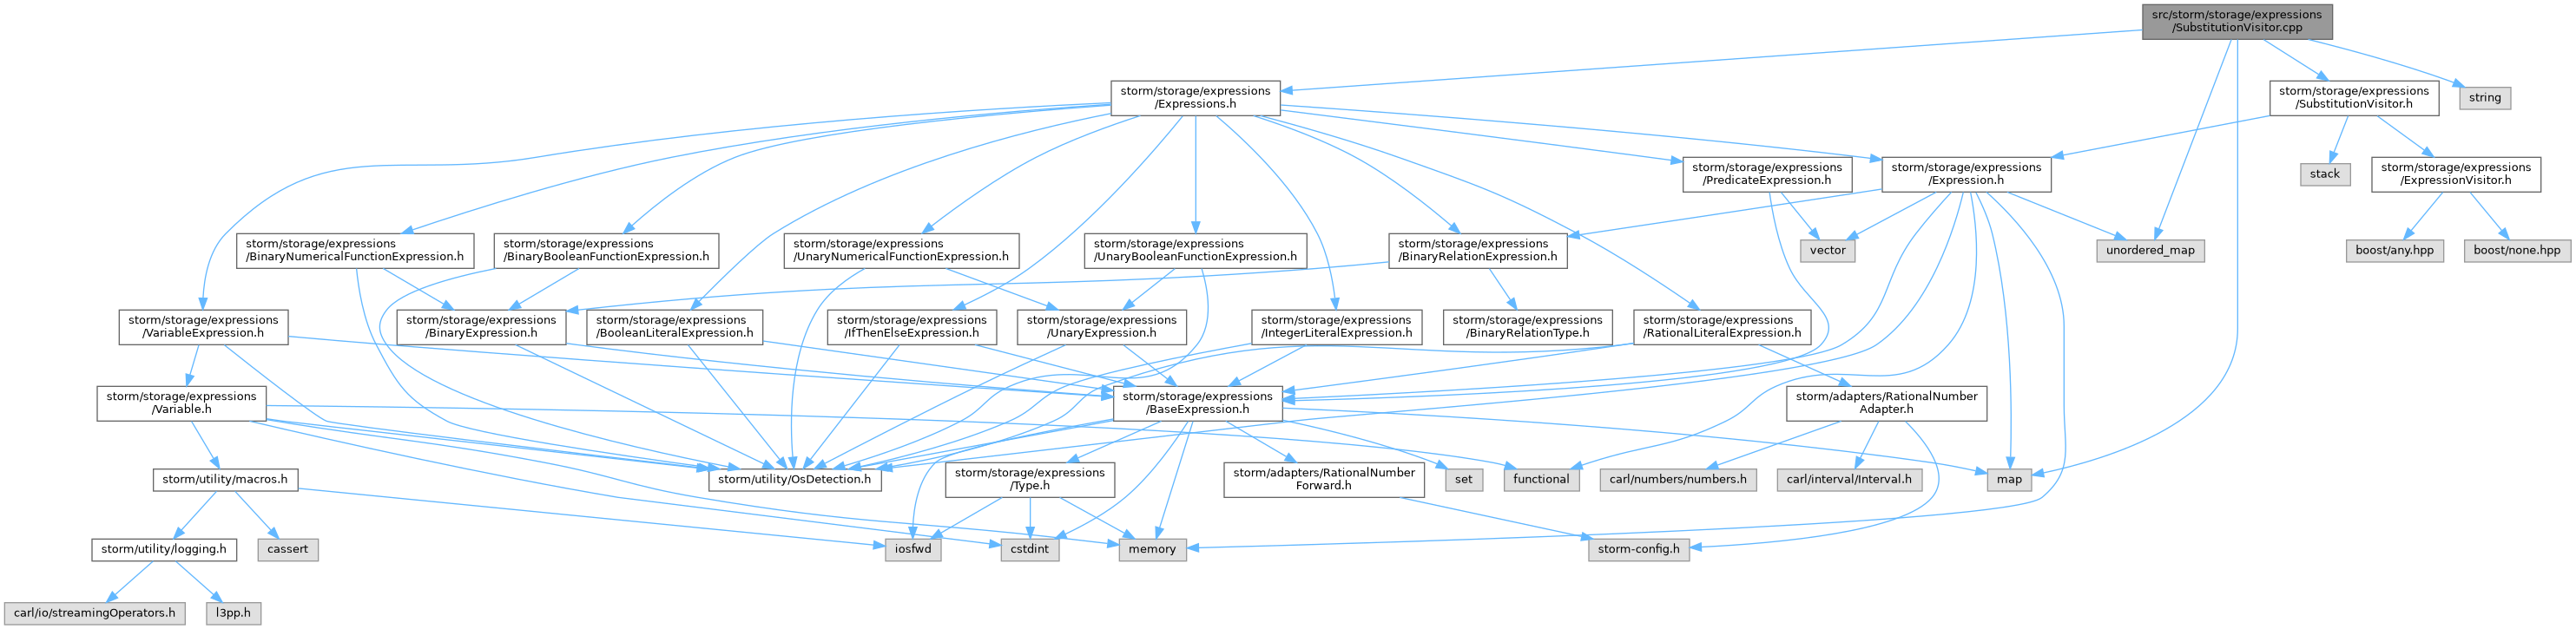 src/storm/storage/expressions
/SubstitutionVisitor.cpp
storm/storage/expressions
/Expressions.h
storm/storage/expressions
/SubstitutionVisitor.h
string
storm/storage/expressions
/PredicateExpression.h
storm/storage/expressions
/Expression.h
stack
storm/storage/expressions
/ExpressionVisitor.h
storm/storage/expressions
/BinaryNumericalFunctionExpression.h
storm/storage/expressions
/BinaryBooleanFunctionExpression.h
storm/storage/expressions
/UnaryNumericalFunctionExpression.h
storm/storage/expressions
/UnaryBooleanFunctionExpression.h
storm/storage/expressions
/BinaryRelationExpression.h
vector
unordered_map
boost/any.hpp
boost/none.hpp
storm/storage/expressions
/VariableExpression.h
storm/storage/expressions
/BinaryExpression.h
storm/storage/expressions
/BooleanLiteralExpression.h
storm/storage/expressions
/IfThenElseExpression.h
storm/storage/expressions
/UnaryExpression.h
storm/storage/expressions
/IntegerLiteralExpression.h
storm/storage/expressions
/BinaryRelationType.h
storm/storage/expressions
/RationalLiteralExpression.h
storm/storage/expressions
/Variable.h
storm/storage/expressions
/BaseExpression.h
storm/adapters/RationalNumber
Adapter.h
storm/utility/macros.h
storm/utility/OsDetection.h
storm/storage/expressions
/Type.h
storm/adapters/RationalNumber
Forward.h
set
functional
carl/numbers/numbers.h
carl/interval/Interval.h
map
storm/utility/logging.h
cassert
iosfwd
cstdint
memory
storm-config.h
carl/io/streamingOperators.h
l3pp.h